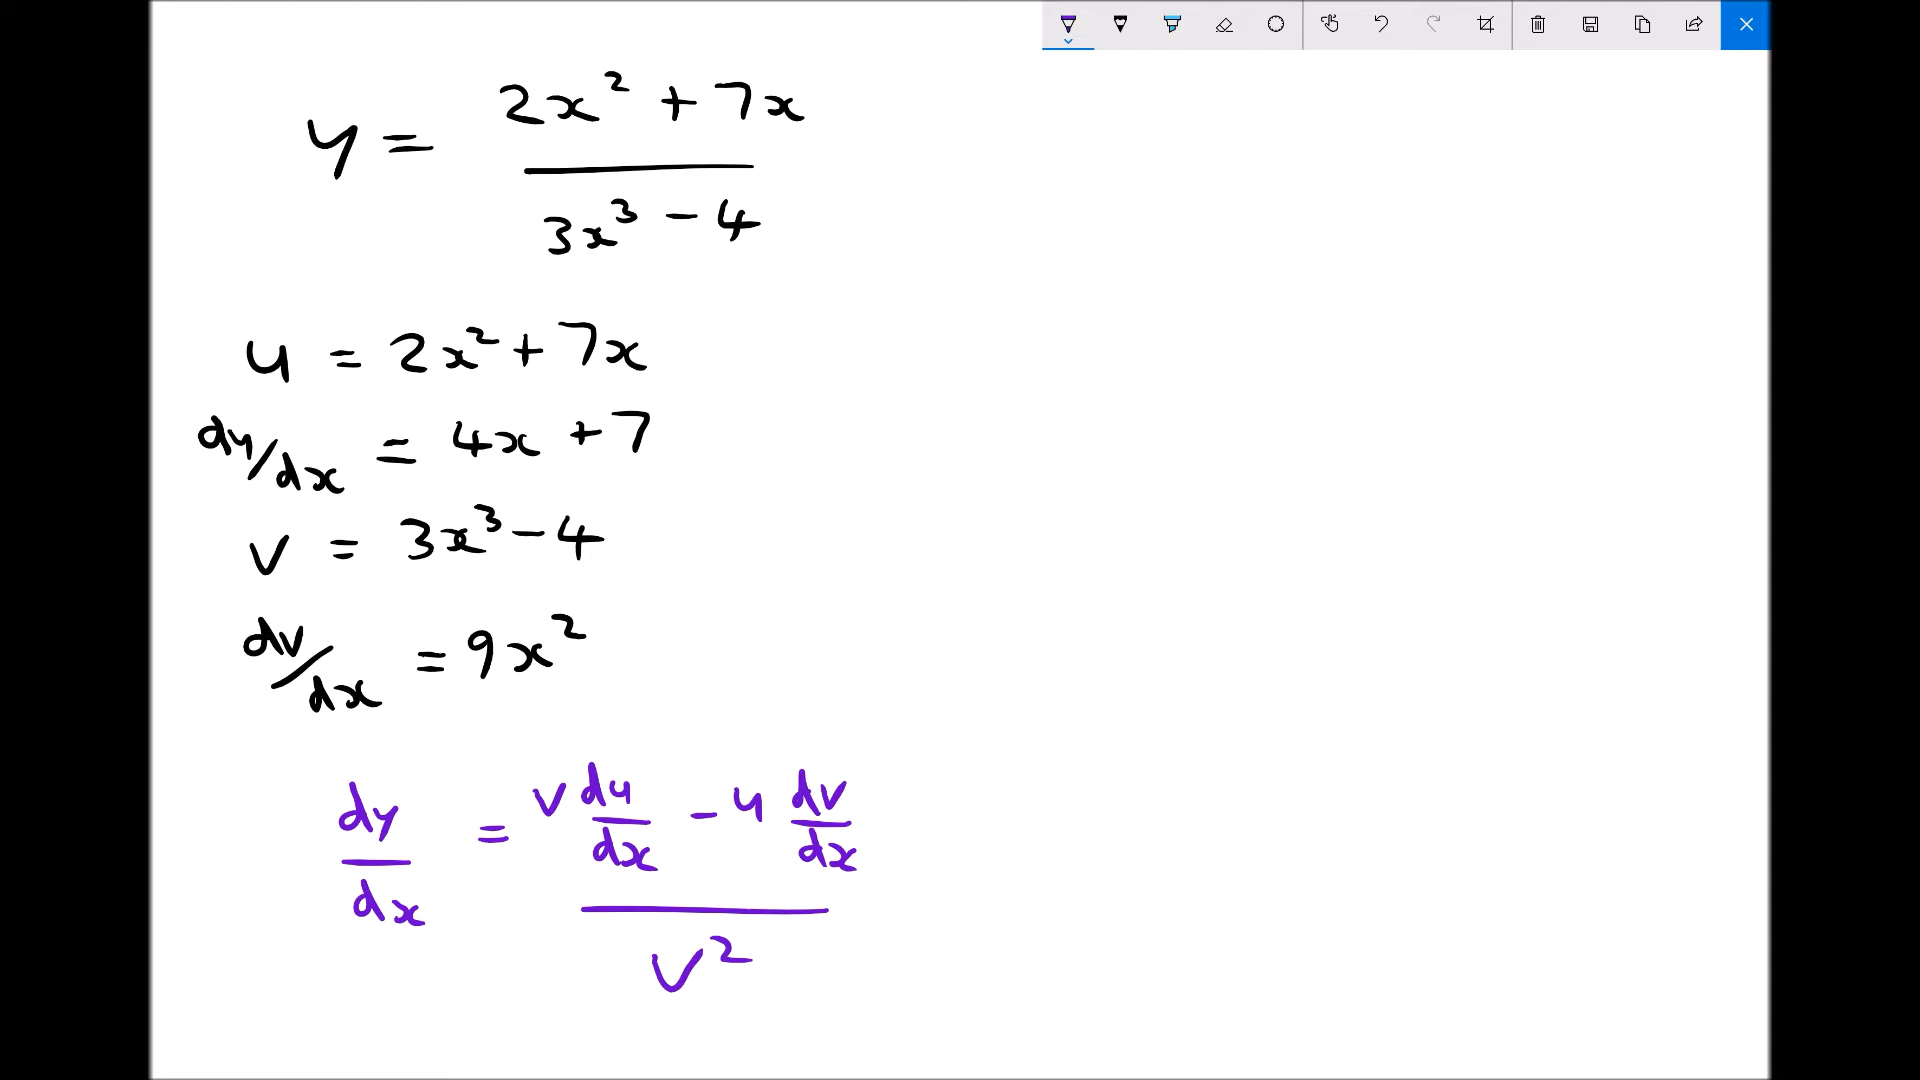 y = (2x² + 7x) / (3x³ - 4)
u = 2x² + 7x
du/dx = 4x + 7
v = 3x³ - 4
dv/dx = 9x²
dy/dx = (v du/dx - u dv/dx) / v²